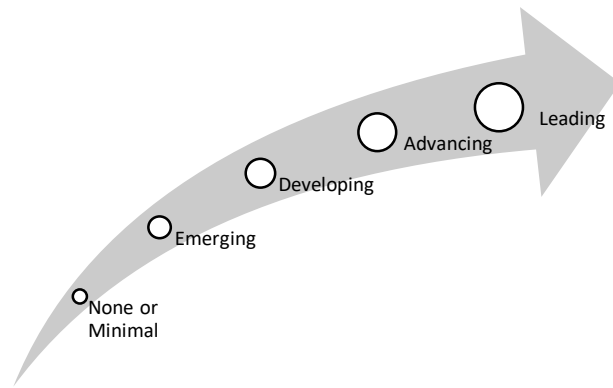 None or
Minimal
Emerging
Developing
Advancing
Leading